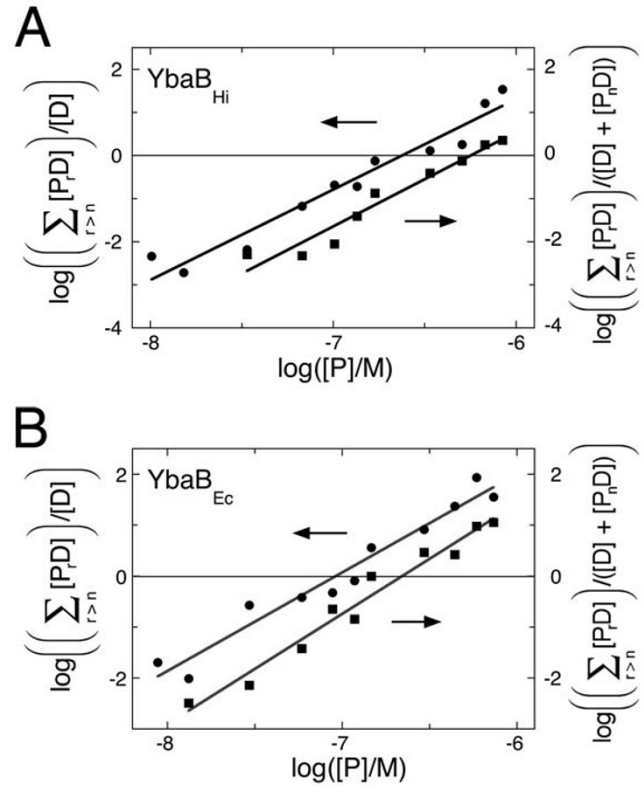 A
YbaB_Hi
log((∑_{r>n} [P_rD])/[D])
log((∑_{r>n} [P_rD])/([D] + [P_nD]))
2
0
-2
-4
2
0
-2
-4
-8
-7
-6
log([P]/M)
B
YbaB_Ec
log((∑_{r>n} [P_rD])/[D])
log((∑_{r>n} [P_rD])/([D] + [P_nD]))
2
0
-2
2
0
-2
-8
-7
-6
log([P]/M)